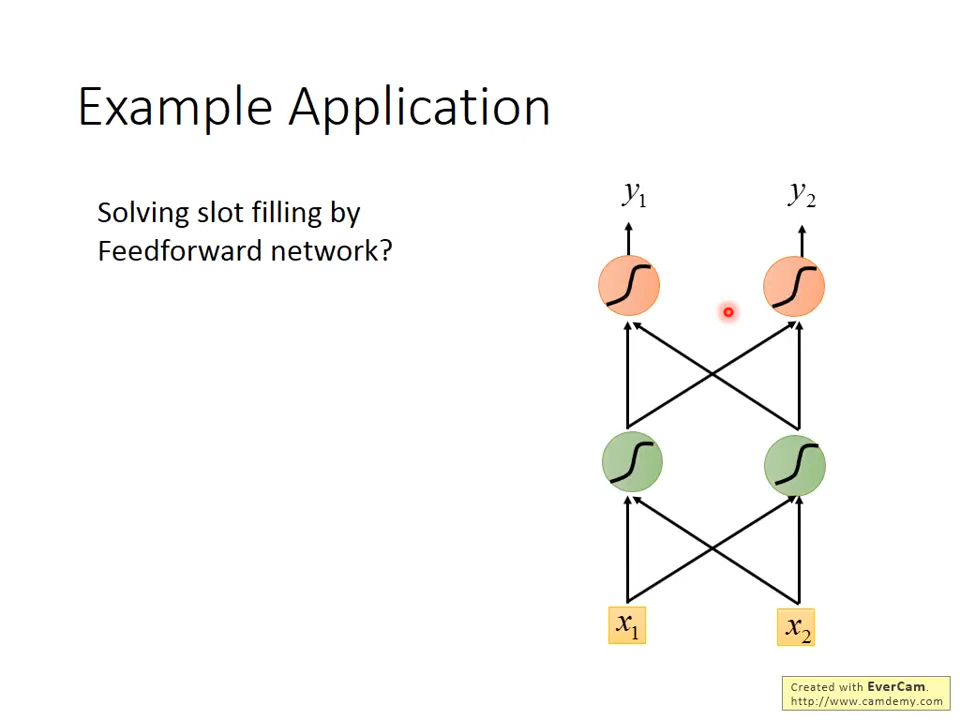 Example Application
Solving slot filling by
Feedforward network?
y₁ y₂
x₁ x₂
Created with EverCam.
http://www.camdemy.com